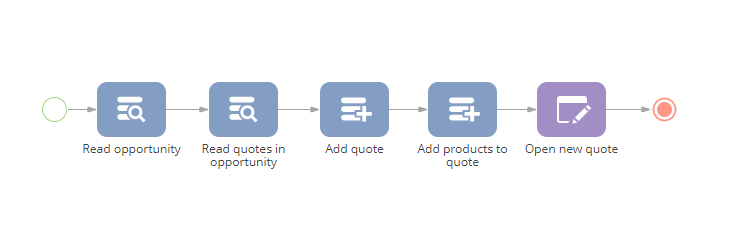 Read opportunity
Read quotes in
opportunity
Add quote
Add products to
quote
Open new quote